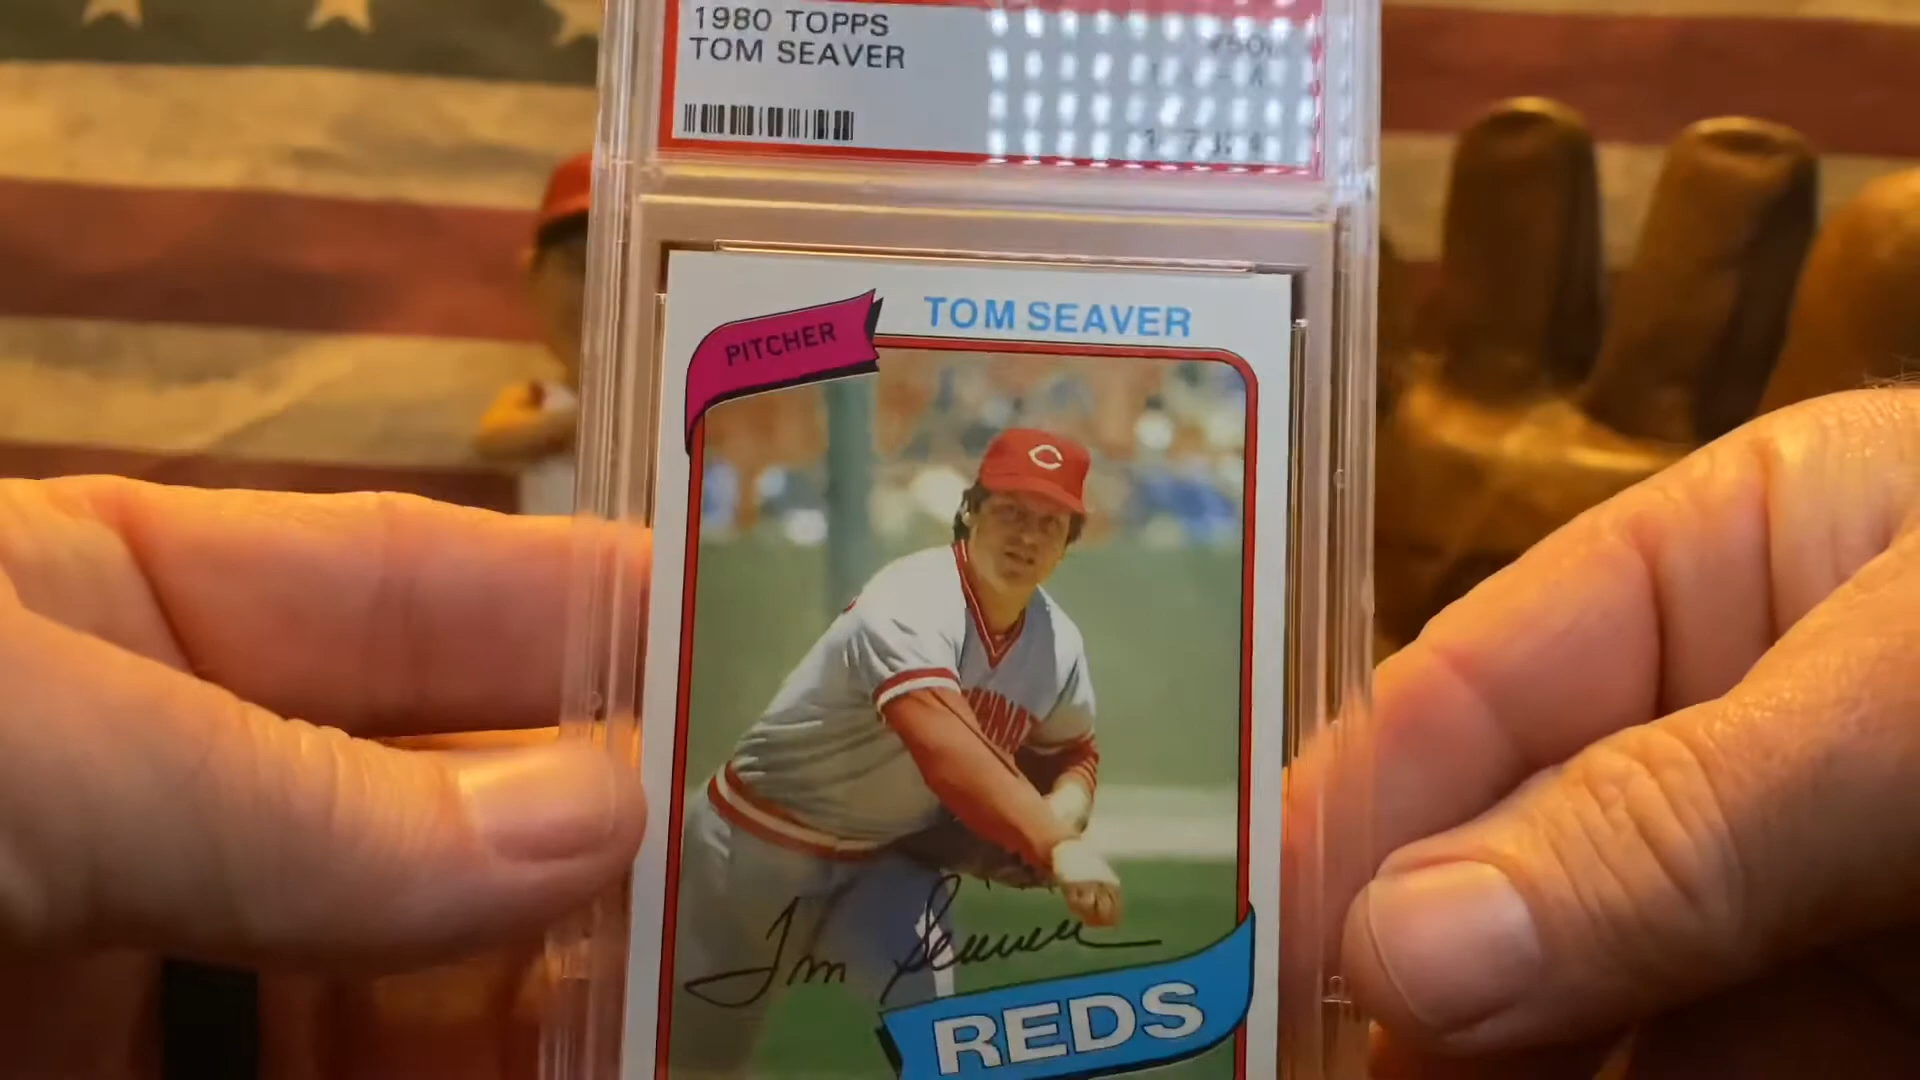 1980 TOPPS
TOM SEAVER
TOM SEAVER
PITCHER
C
Tom Seaver
REDS